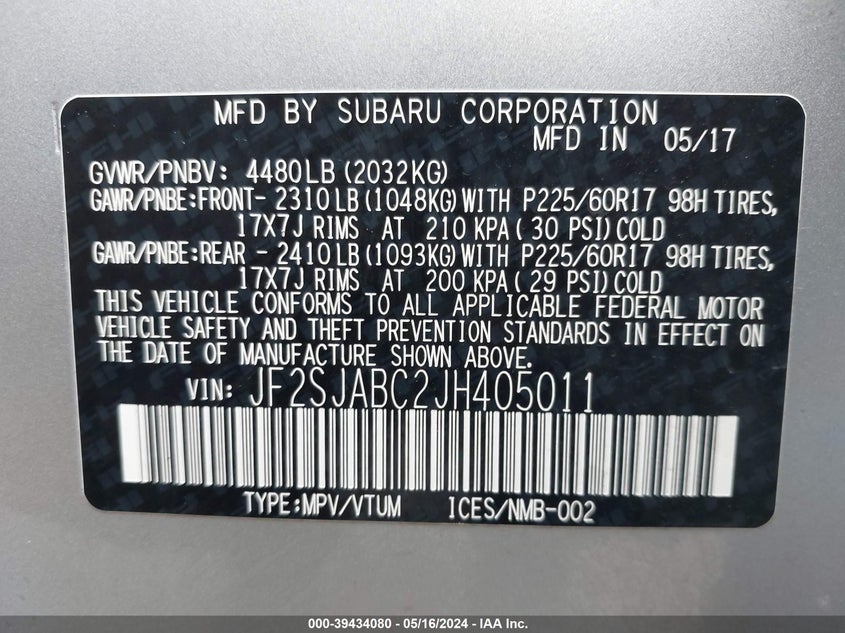 MFD BY SUBARU CORPORATION
MFD IN 05/17
GVWR/PNBV: 4480LB (2032KG)
GAWR/PNBE:FRONT- 2310LB (1048KG) WITH P225/60R17 98H TIRES,
17X7J RIMS AT 210 KPA ( 30 PSI) COLD
GAWR/PNBE:REAR - 2410LB (1093KG) WITH P225/60R17 98H TIRES,
17X7J RIMS AT 200 KPA ( 29 PSI) COLD
THIS VEHICLE CONFORMS TO ALL APPLICABLE FEDERAL MOTOR
VEHICLE SAFETY AND THEFT PREVENTION STANDARDS IN EFFECT ON
THE DATE OF MANUFACTURE SHOWN ABOVE.
VIN: JF2SJABC2JH405011
TYPE:MPV/VTUM ICES/NMB-002
000-39434080 - 05/16/2024 - IAA Inc.